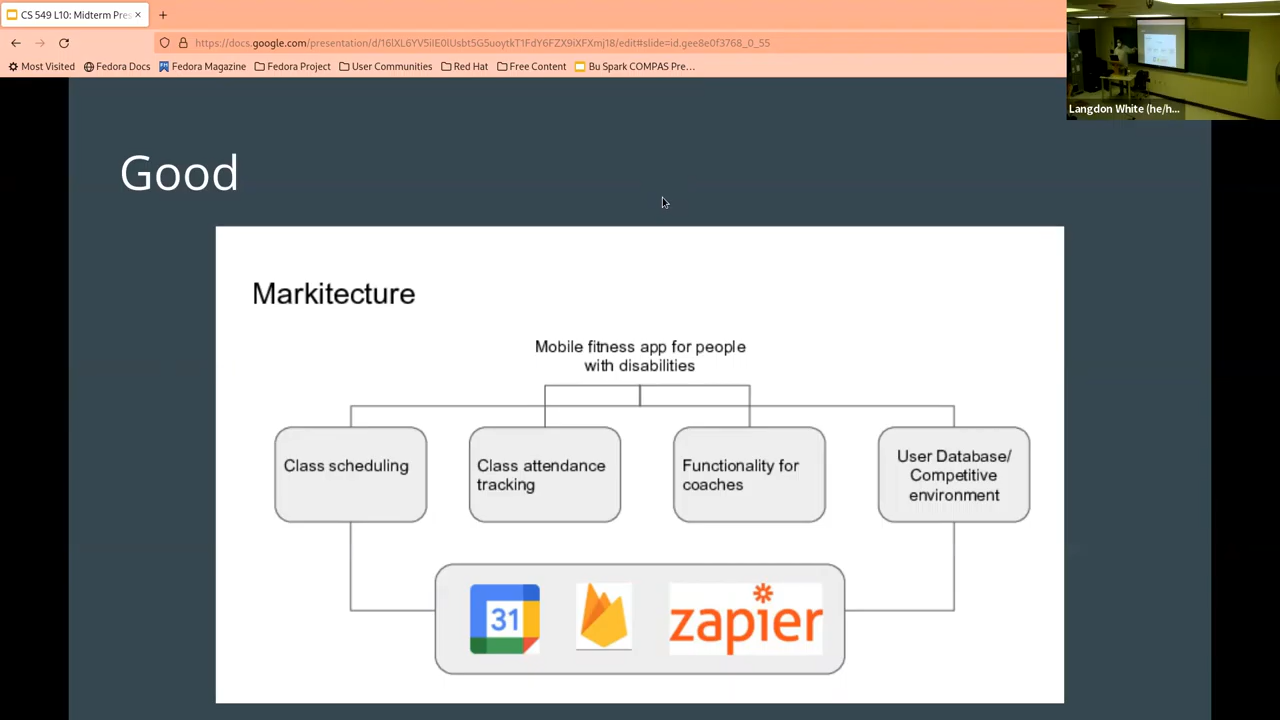 CS 549 L10: Midterm Pres
https://docs.google.com/presentation/d/16lXL6YV5iIE0IUsbtSG5uoytkT1FdY6FZX9iXFXmj18/edit#slide=id.gee8e0f3768_0_55
Most Visited Fedora Docs Fedora Magazine Fedora Project User Communities Red Hat Free Content Bu Spark COMPAS Pre...
Langdon White (he/h...
Good
Markitecture
Mobile fitness app for people
with disabilities
Class scheduling
Class attendance
tracking
Functionality for
coaches
User Database/
Competitive
environment
31
zapier